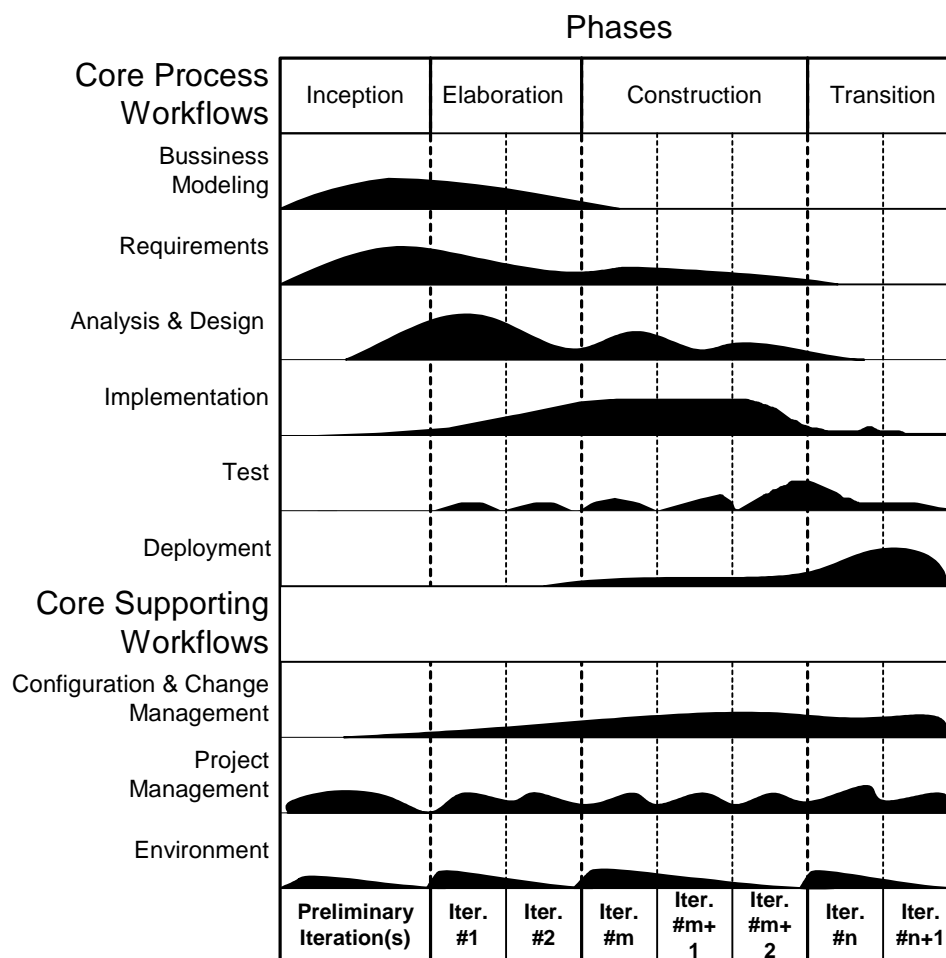 Phases
Core Process
Workflows
Inception
Elaboration
Construction
Transition
Bussiness
Modeling
Requirements
Analysis & Design
Implementation
Test
Deployment
Core Supporting
Workflows
Configuration & Change
Management
Project
Management
Environment
Preliminary
Iteration(s)
Iter.
#1
Iter.
#2
Iter.
#m
Iter.
#m+
1
Iter.
#m+
2
Iter.
#n
Iter.
#n+1